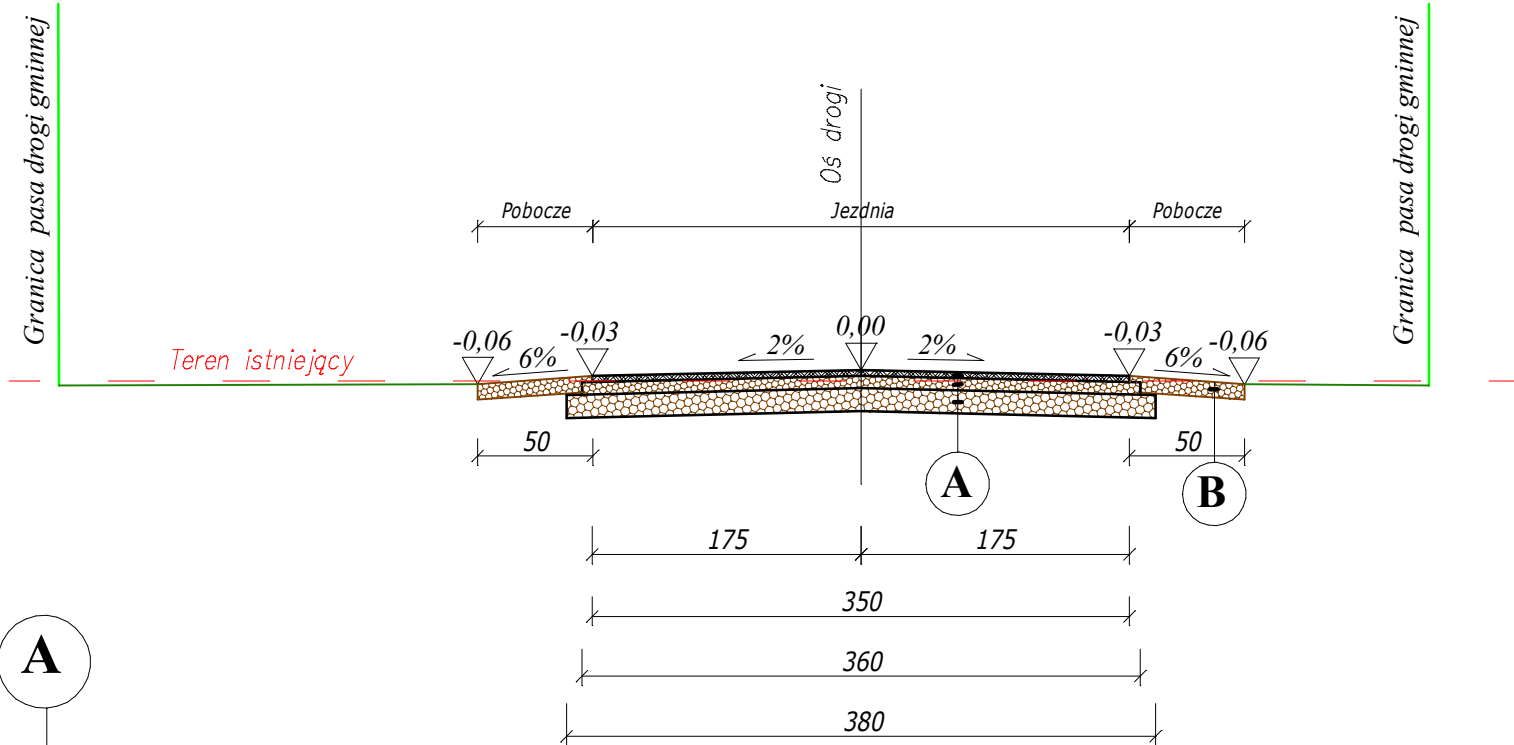 Granica pasa drogi gminnej
Granica pasa drogi gminnej
Oś drogi
Pobocze
Jezdnia
Pobocze
-0,06
-0,03
0,00
-0,03
-0,06
6%
2%
2%
6%
Teren istniejący
50
50
A
B
175
175
350
A
360
380